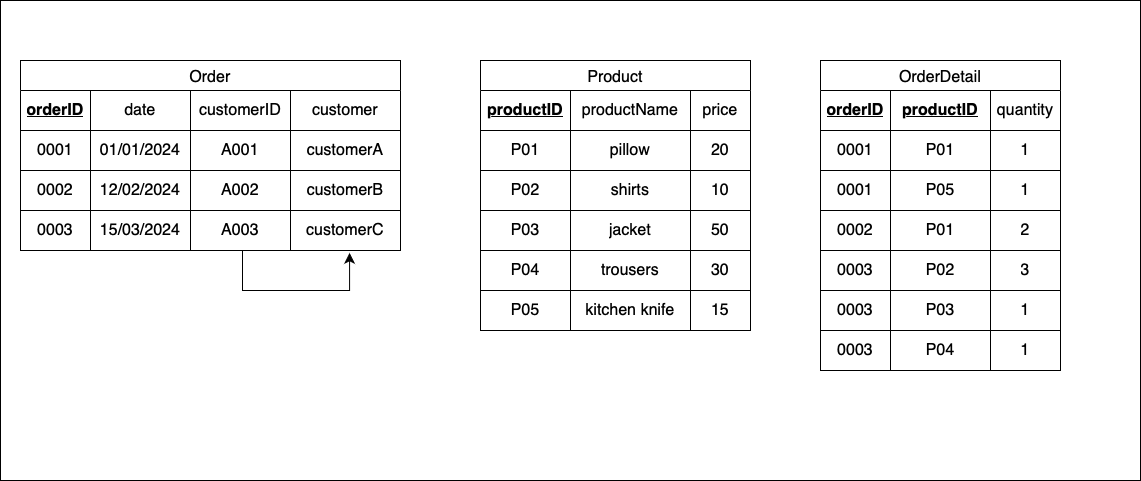 Order
orderID date customerID customer
0001 01/01/2024 A001 customerA
0002 12/02/2024 A002 customerB
0003 15/03/2024 A003 customerC
Product
productID productName price
P01 pillow 20
P02 shirts 10
P03 jacket 50
P04 trousers 30
P05 kitchen knife 15
OrderDetail
orderID productID quantity
0001 P01 1
0001 P05 1
0002 P01 2
0003 P02 3
0003 P03 1
0003 P04 1